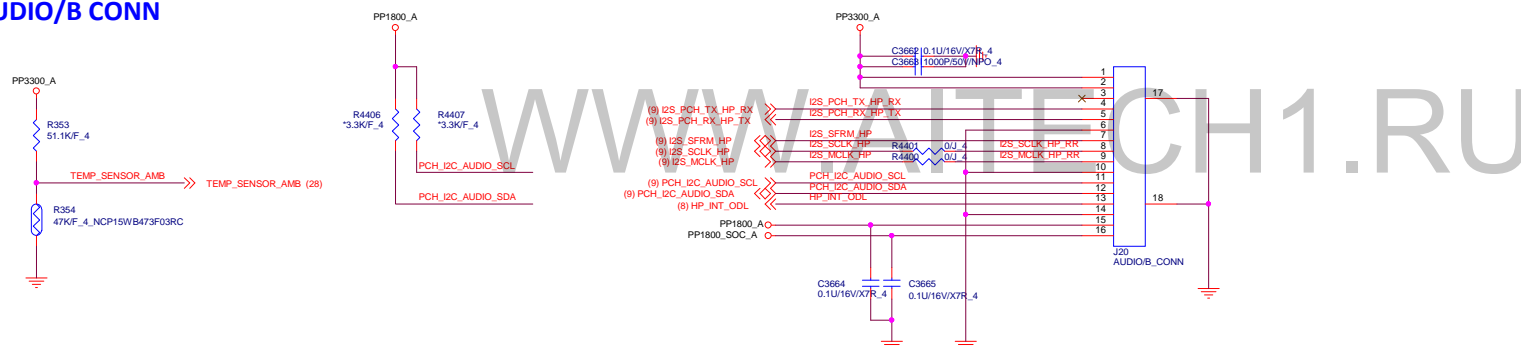 UDIO/B CONN
PP3300_A
R353
51.1K/F_4
TEMP_SENSOR_AMB
TEMP_SENSOR_AMB (28)
R354
47K/F_4_NCP15WB473F03RC
PP1800_A
R4406
*3.3K/F_4
R4407
*3.3K/F_4
PCH_I2C_AUDIO_SCL
PCH_I2C_AUDIO_SDA
PP3300_A
C3662 0.1U/16V/X7R_4
C3663 1000P/50V/NPO_4
(9) I2S_PCH_TX_HP_RX
I2S_PCH_TX_HP_RX
(9) I2S_PCH_RX_HP_TX
I2S_PCH_RX_HP_TX
(9) I2S_SFRM_HP
I2S_SFRM_HP
(9) I2S_SCLK_HP
I2S_SCLK_HP
R4401
0/J_4
I2S_SCLK_HP_RR
(9) I2S_MCLK_HP
I2S_MCLK_HP
R4400
0/J_4
I2S_MCLK_HP_RR
(9) PCH_I2C_AUDIO_SCL
PCH_I2C_AUDIO_SCL
(9) PCH_I2C_AUDIO_SDA
PCH_I2C_AUDIO_SDA
(8) HP_INT_ODL
HP_INT_ODL
PP1800_A
PP1800_SOC_A
1
2
3
4
5
6
7
8
9
10
11
12
13
14
15
16
17
18
J20
AUDIO/B_CONN
C3664
0.1U/16V/X7R_4
C3665
0.1U/16V/X7R_4
WWW.AITECH1.RU